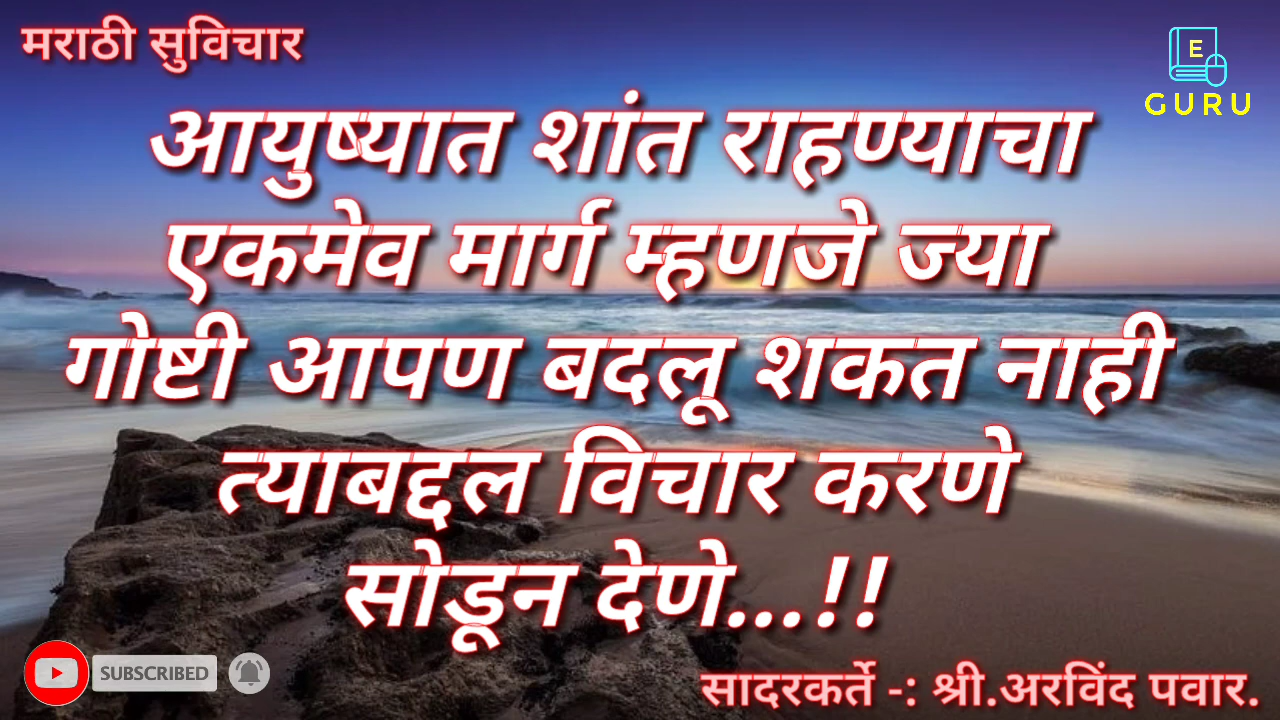 मराठी सुविचार
E
GURU
आयुष्यात शांत राहण्याचा
एकमेव मार्ग म्हणजे ज्या
गोष्टी आपण बदलू शकत नाही
त्याबद्दल विचार करणे
सोडून देणे...!!
SUBSCRIBED
सादरकर्ते -: श्री.अरविंद पवार.